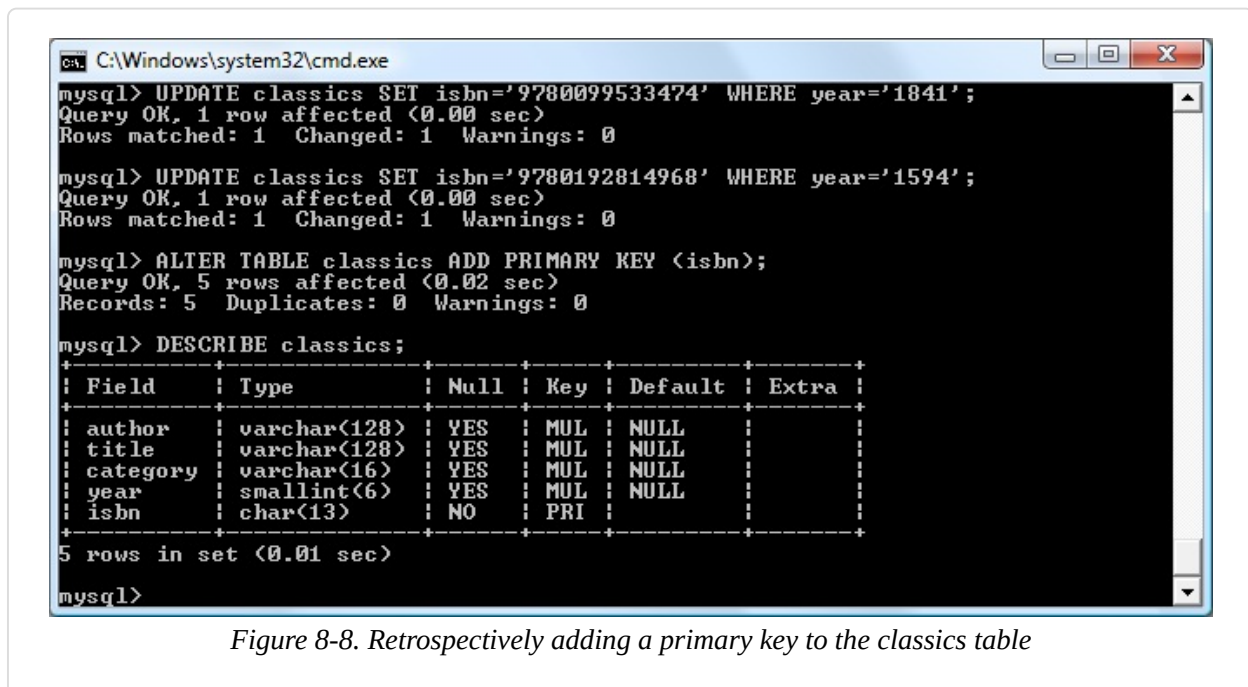 C:\Windows\system32\cmd.exe
mysql> UPDATE classics SET isbn='9780099533474' WHERE year='1841';
Query OK, 1 row affected (0.00 sec)
Rows matched: 1  Changed: 1  Warnings: 0
mysql> UPDATE classics SET isbn='9780192814968' WHERE year='1594';
Query OK, 1 row affected (0.00 sec)
Rows matched: 1  Changed: 1  Warnings: 0
mysql> ALTER TABLE classics ADD PRIMARY KEY (isbn);
Query OK, 5 rows affected (0.02 sec)
Records: 5  Duplicates: 0  Warnings: 0
mysql> DESCRIBE classics;
+----------+--------------+------+-----+---------+-------+
| Field    | Type         | Null | Key | Default | Extra |
+----------+--------------+------+-----+---------+-------+
| author   | varchar(128) | YES  | MUL | NULL    |       |
| title    | varchar(128) | YES  | MUL | NULL    |       |
| category | varchar(16)  | YES  | MUL | NULL    |       |
| year     | smallint(6)  | YES  | MUL | NULL    |       |
| isbn     | char(13)     | NO   | PRI |         |       |
+----------+--------------+------+-----+---------+-------+
5 rows in set (0.01 sec)
mysql>
Figure 8-8. Retrospectively adding a primary key to the classics table